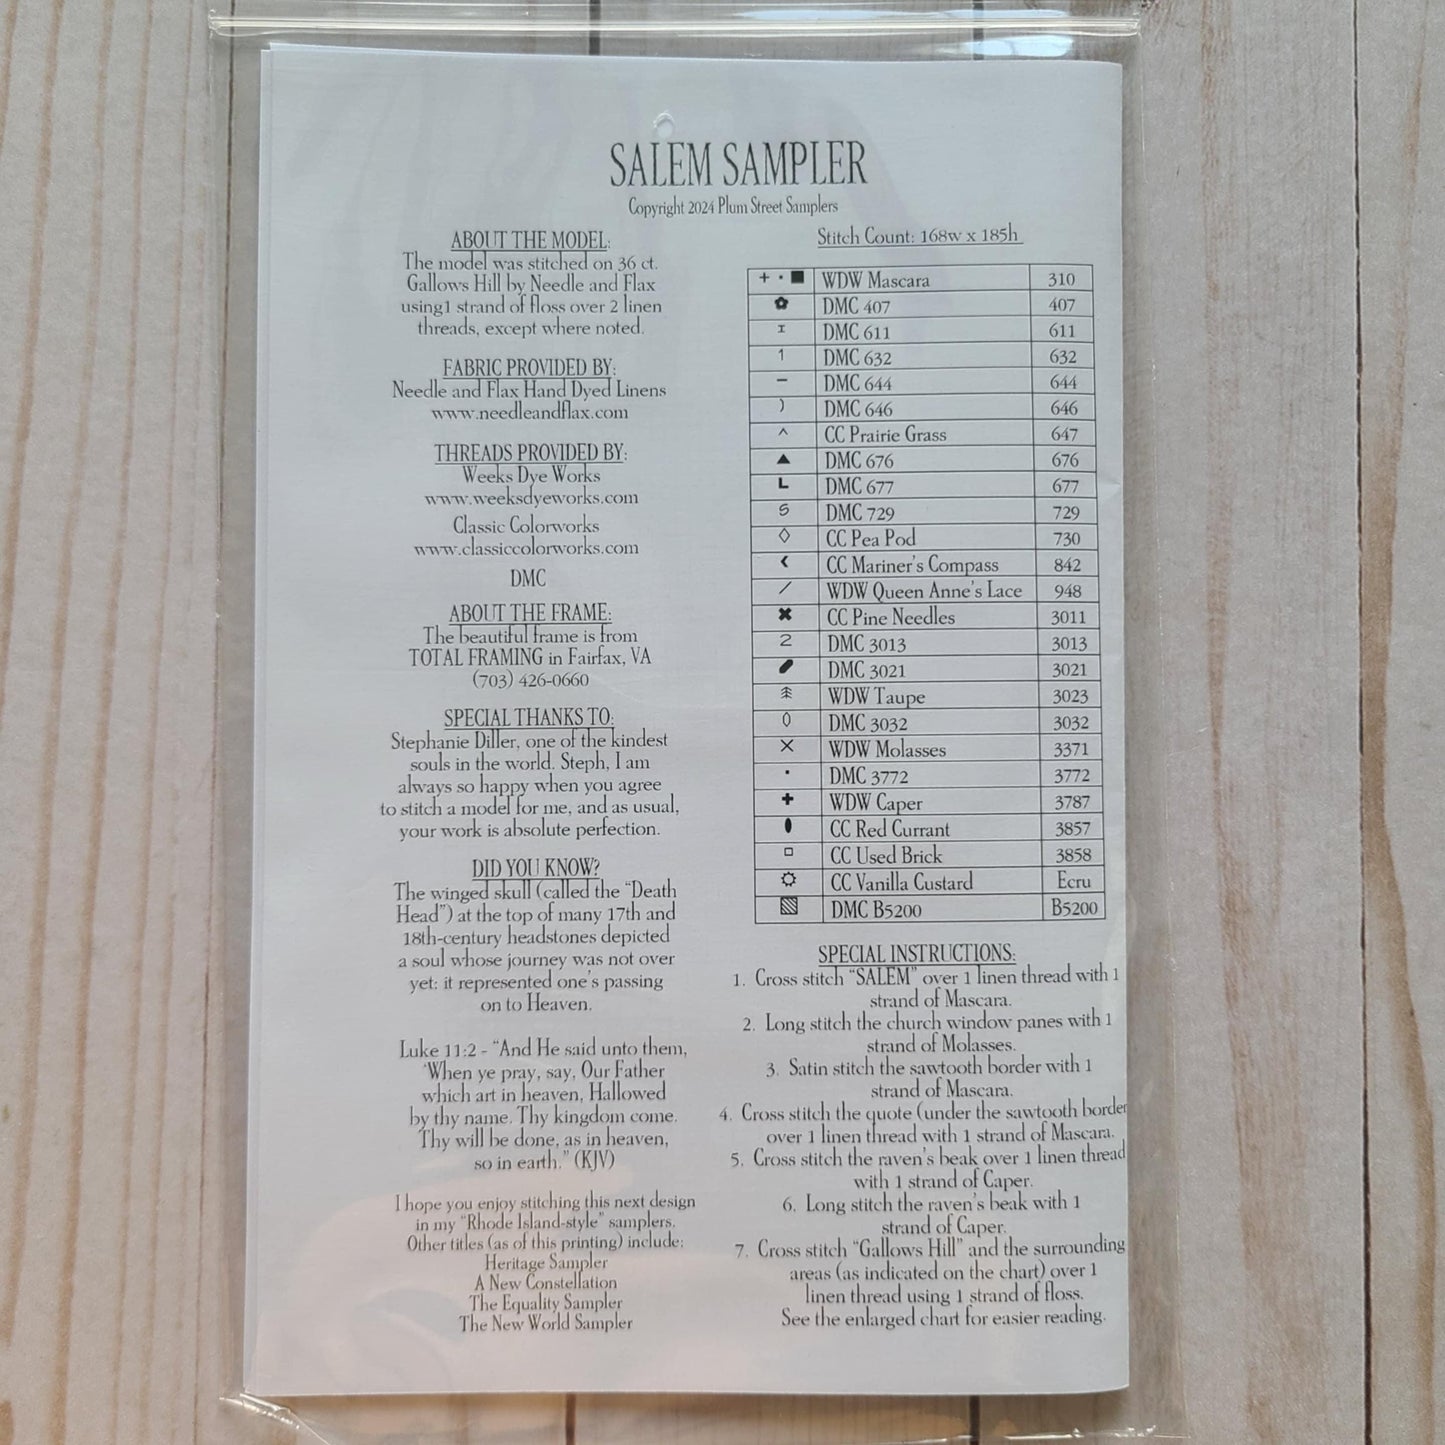 SALEM SAMPLER
Copyright 2024 Plum Street Samplers
ABOUT THE MODEL:
The model was stitched on 36 ct.
Gallows Hill by Needle and Flax
using1 strand of floss over 2 linen
threads, except where noted.
FABRIC PROVIDED BY:
Needle and Flax Hand Dyed Linens
www.needleandflax.com
THREADS PROVIDED BY:
Weeks Dye Works
www.weeksdyeworks.com
Classic Colorworks
www.classiccolorworks.com
DMC
ABOUT THE FRAME:
The beautiful frame is from
TOTAL FRAMING in Fairfax, VA
(703) 426-0660
SPECIAL THANKS TO:
Stephanie Diller, one of the kindest
souls in the world. Steph, I am
always so happy when you agree
to stitch a model for me, and as usual,
your work is absolute perfection.
DID YOU KNOW?
The winged skull (called the “Death
Head”) at the top of many 17th and
18th-century headstones depicted
a soul whose journey was not over
yet: it represented one’s passing
on to Heaven.
Luke 11:2 - “And He said unto them,
‘When ye pray, say, Our Father
which art in heaven, Hallowed
by thy name. Thy kingdom come.
Thy will be done, as in heaven,
so in earth.” (KJV)
I hope you enjoy stitching this next design
in my “Rhode Island-style” samplers.
Other titles (as of this printing) include:
Heritage Sampler
A New Constellation
The Equality Sampler
The New World Sampler
Stitch Count: 168w x 185h
+ · ■ WDW Mascara 310
✿ DMC 407 407
I DMC 611 611
1 DMC 632 632
– DMC 644 644
) DMC 646 646
^ CC Prairie Grass 647
▲ DMC 676 676
L DMC 677 677
5 DMC 729 729
◇ CC Pea Pod 730
‹ CC Mariner’s Compass 842
/ WDW Queen Anne’s Lace 948
✖ CC Pine Needles 3011
2 DMC 3013 3013
DMC 3021 3021
WDW Taupe 3023
◊ DMC 3032 3032
× WDW Molasses 3371
· DMC 3772 3772
✚ WDW Caper 3787
CC Red Currant 3857
□ CC Used Brick 3858
CC Vanilla Custard Ecru
▧ DMC B5200 B5200
SPECIAL INSTRUCTIONS:
1. Cross stitch “SALEM” over 1 linen thread with 1
strand of Mascara.
2. Long stitch the church window panes with 1
strand of Molasses.
3. Satin stitch the sawtooth border with 1
strand of Mascara.
4. Cross stitch the quote (under the sawtooth border
over 1 linen thread with 1 strand of Mascara.
5. Cross stitch the raven’s beak over 1 linen thread
with 1 strand of Caper.
6. Long stitch the raven’s beak with 1
strand of Caper.
7. Cross stitch “Gallows Hill” and the surrounding
areas (as indicated on the chart) over 1
linen thread using 1 strand of floss.
See the enlarged chart for easier reading.